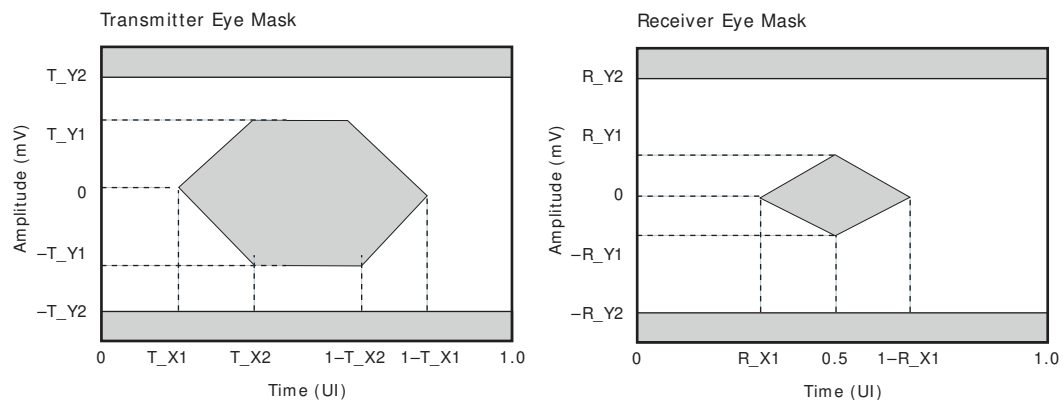 Transmitter Eye Mask
T_Y2
T_Y1
0
–T_Y1
–T_Y2
Amplitude (mV)
0
T_X1
T_X2
1–T_X2
1–T_X1
1.0
Time (UI)
Receiver Eye Mask
R_Y2
R_Y1
0
–R_Y1
–R_Y2
Amplitude (mV)
0
R_X1
0.5
1–R_X1
1.0
Time (UI)